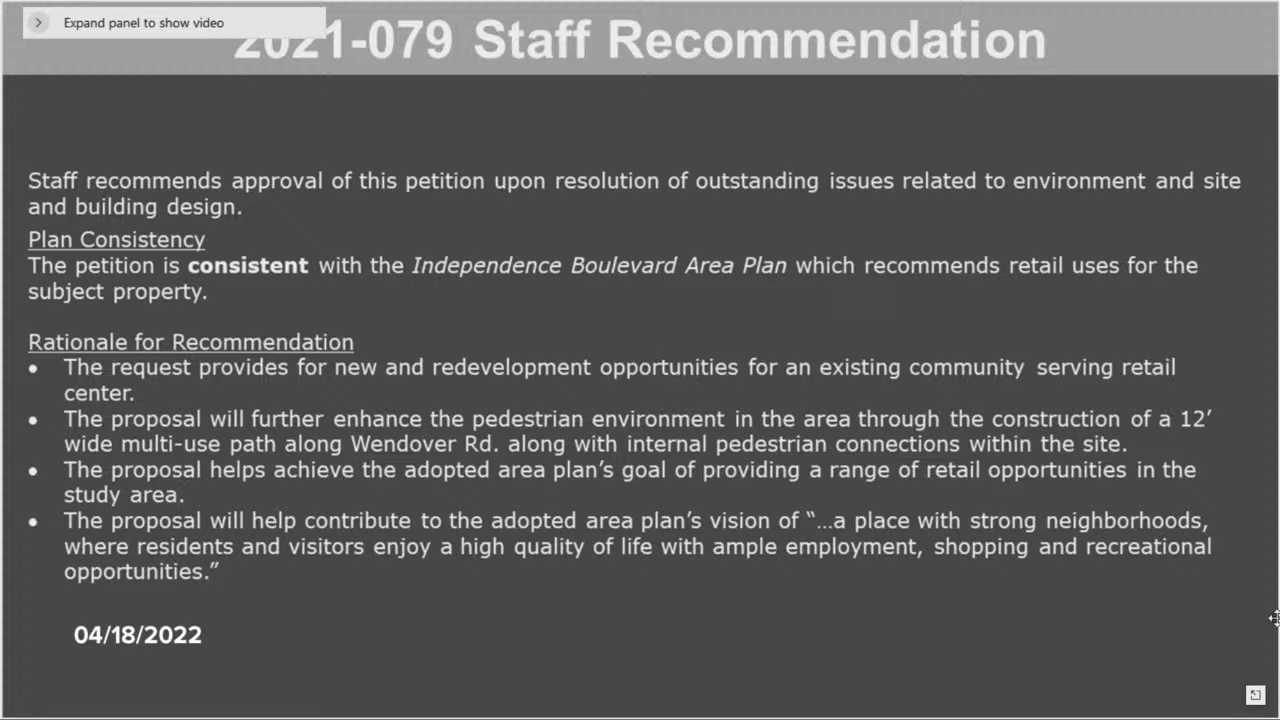 Expand panel to show video
2021-079 Staff Recommendation
Staff recommends approval of this petition upon resolution of outstanding issues related to environment and site
and building design.
Plan Consistency
The petition is consistent with the Independence Boulevard Area Plan which recommends retail uses for the
subject property.
Rationale for Recommendation
• The request provides for new and redevelopment opportunities for an existing community serving retail
center.
• The proposal will further enhance the pedestrian environment in the area through the construction of a 12’
wide multi-use path along Wendover Rd. along with internal pedestrian connections within the site.
• The proposal helps achieve the adopted area plan’s goal of providing a range of retail opportunities in the
study area.
• The proposal will help contribute to the adopted area plan’s vision of “…a place with strong neighborhoods,
where residents and visitors enjoy a high quality of life with ample employment, shopping and recreational
opportunities.”
04/18/2022